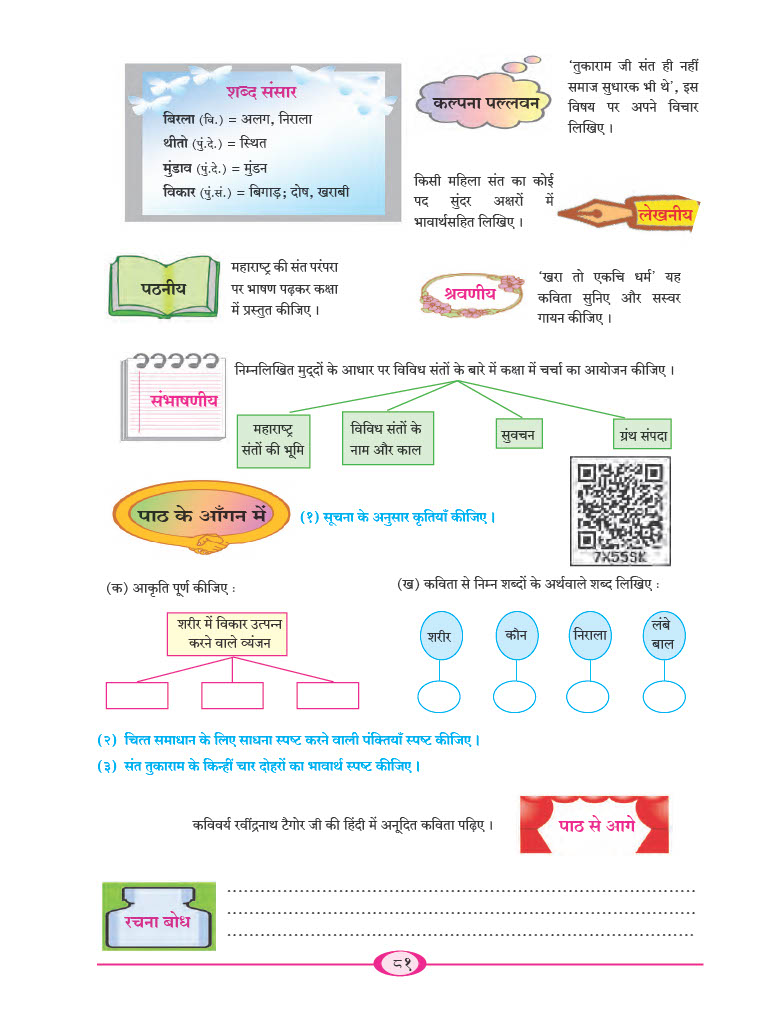 शब्द संसार
बिरला (वि.) = अलग, निराला
थीतो (पुं.दे.) = स्थित
मुंडाव (पुं.दे.) = मुंडन
विकार (पुं.सं.) = बिगाड़; दोष, खराबी
कल्पना पल्लवन
‘तुकाराम जी संत ही नहीं
समाज सुधारक भी थे’, इस
विषय पर अपने विचार
लिखिए ।
किसी महिला संत का कोई
पद सुंदर अक्षरों में
भावार्थसहित लिखिए ।
लेखनीय
पठनीय
महाराष्ट्र की संत परंपरा
पर भाषण पढ़कर कक्षा
में प्रस्तुत कीजिए ।
श्रवणीय
‘खरा तो एकचि धर्म’ यह
कविता सुनिए और सस्वर
गायन कीजिए ।
संभाषणीय
निम्नलिखित मुद्दों के आधार पर विविध संतों के बारे में कक्षा में चर्चा का आयोजन कीजिए ।
महाराष्ट्र
संतों की भूमि
विविध संतों के
नाम और काल
सुवचन
ग्रंथ संपदा
7X55SK
पाठ के आँगन में
(१) सूचना के अनुसार कृतियाँ कीजिए ।
(क) आकृति पूर्ण कीजिए :
शरीर में विकार उत्पन्न
करने वाले व्यंजन
(ख) कविता से निम्न शब्दों के अर्थवाले शब्द लिखिए :
शरीर
कौन
निराला
लंबे
बाल
(२) चित्त समाधान के लिए साधना स्पष्ट करने वाली पंक्तियाँ स्पष्ट कीजिए ।
(३) संत तुकाराम के किन्हीं चार दोहरों का भावार्थ स्पष्ट कीजिए ।
कविवर्य रवींद्रनाथ टैगोर जी की हिंदी में अनूदित कविता पढ़िए ।
पाठ से आगे
रचना बोध
८१